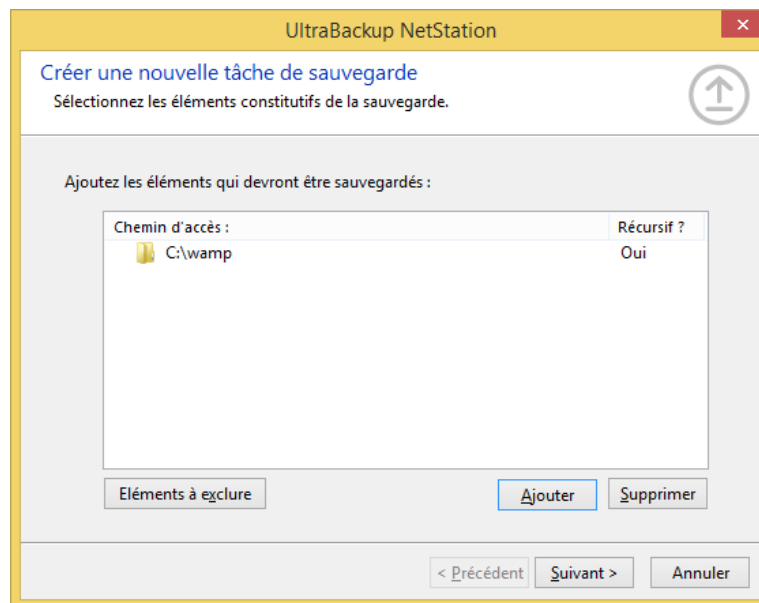 UltraBackup NetStation
Créer une nouvelle tâche de sauvegarde
Sélectionnez les éléments constitutifs de la sauvegarde.
Ajoutez les éléments qui devront être sauvegardés :
Chemin d'accès : Récursif ?
C:\wamp Oui
Eléments à exclure Ajouter Supprimer
< Précédent Suivant > Annuler